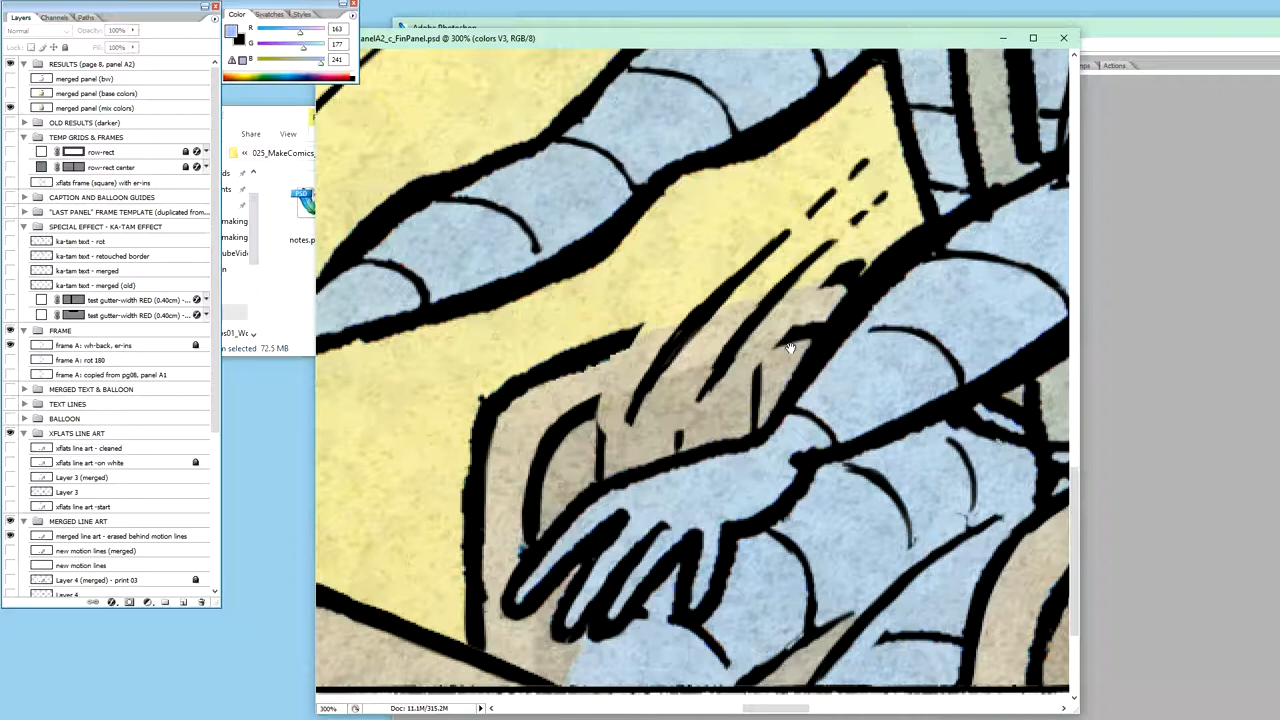 Layers
Channels
Paths
Normal
Opacity: 100%
Lock:
Fill: 100%
RESULTS (page 8, panel A2)
merged panel (bw)
merged panel (base colors)
merged panel (mix colors)
OLD RESULTS (darker)
TEMP GRIDS & FRAMES
row-rect
row-rect center
xflats frame (square) with er-ins
CAPTION AND BALLOON GUIDES
"LAST PANEL" FRAME TEMPLATE (duplicated from...
SPECIAL EFFECT - KA-TAM EFFECT
ka-tam text - rot
ka-tam text - retouched border
ka-tam text - merged
ka-tam text - merged (old)
test gutter-width RED (0.40cm) -...
test gutter-width RED (0.40cm) -...
FRAME
frame A: wh-back, er-ins
frame A: rot 180
frame A: copied from pg08, panel A1
MERGED TEXT & BALLOON
TEXT LINES
BALLOON
XFLATS LINE ART
xflats line art - cleaned
xflats line art -on white
Layer 3 (merged)
Layer 3
xflats line art -start
MERGED LINE ART
merged line art - erased behind motion lines
new motion lines (merged)
new motion lines
Layer 4 (merged) - print 03
Layer 4
Color
Swatches
Styles
R 163
G 177
B 241
Share View
« 025_MakeComics_
notes.p
selected 72.5 MB
Adobe Photoshop
anelA2_c_FinPanel.psd @ 300% (colors V3, RGB/8)
Actions
300%
Doc: 11.1M/315.2M